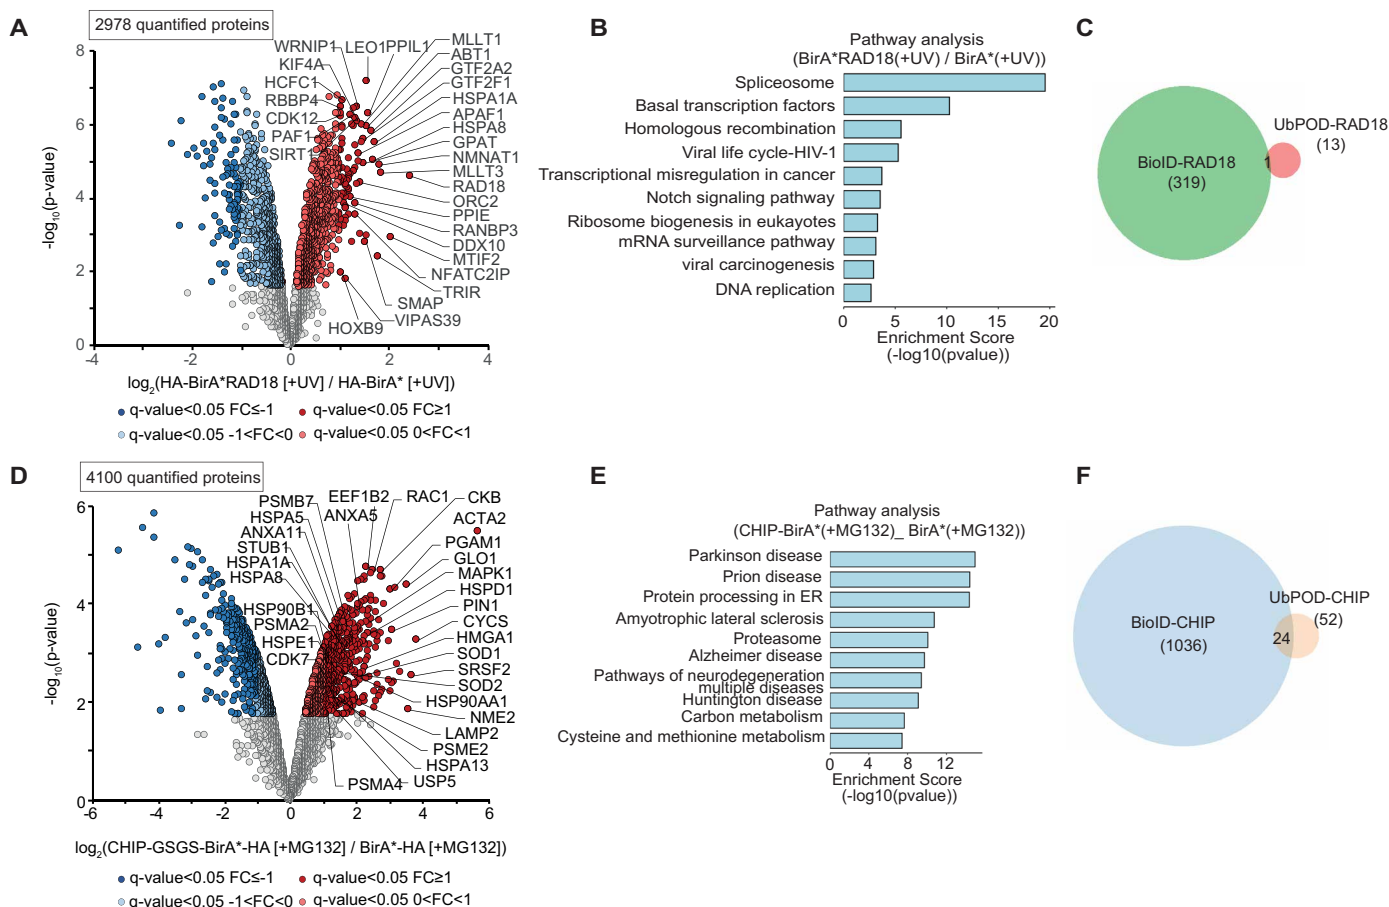 A
2978 quantified proteins
8
6
4
2
0
-log10(p-value)
-4
-2
0
2
4
WRNIP1
LEO1
PPIL1
KIF4A
HCFC1
RBBP4
CDK12
PAF1
SIRT1
MLLT1
ABT1
GTF2A2
GTF2F1
HSPA1A
APAF1
HSPA8
GPAT
NMNAT1
MLLT3
RAD18
ORC2
PPIE
RANBP3
DDX10
MTIF2
NFATC2IP
TRIR
SMAP
VIPAS39
HOXB9
log2(HA-BirA*RAD18 [+UV] / HA-BirA* [+UV])
q-value<0.05 FC≤-1
q-value<0.05 FC≥1
q-value<0.05 -1<FC<0
q-value<0.05 0<FC<1
B
Pathway analysis
(BirA*RAD18(+UV) / BirA*(+UV))
Spliceosome
Basal transcription factors
Homologous recombination
Viral life cycle-HIV-1
Transcriptional misregulation in cancer
Notch signaling pathway
Ribosome biogenesis in eukayotes
mRNA surveillance pathway
viral carcinogenesis
DNA replication
0
5
10
15
20
Enrichment Score
(-log10(pvalue))
C
BioID-RAD18
(319)
1
UbPOD-RAD18
(13)
D
4100 quantified proteins
6
4
2
0
-log10(p-value)
-6
-4
-2
0
2
4
6
PSMB7
EEF1B2
RAC1
CKB
HSPA5
ANXA5
ACTA2
ANXA11
STUB1
HSPA1A
HSPA8
HSP90B1
PSMA2
HSPE1
CDK7
PGAM1
GLO1
MAPK1
HSPD1
PIN1
CYCS
HMGA1
SOD1
SRSF2
SOD2
HSP90AA1
NME2
LAMP2
PSME2
HSPA13
USP5
PSMA4
log2(CHIP-GSGS-BirA*-HA [+MG132] / BirA*-HA [+MG132])
q-value<0.05 FC≤-1
q-value<0.05 FC≥1
q-value<0.05 -1<FC<0
q-value<0.05 0<FC<1
E
Pathway analysis
(CHIP-BirA*(+MG132)_ BirA*(+MG132))
Parkinson disease
Prion disease
Protein processing in ER
Amyotrophic lateral sclerosis
Proteasome
Alzheimer disease
Pathways of neurodegeneration
multiple diseases
Huntington disease
Carbon metabolism
Cysteine and methionine metabolism
0
4
8
12
Enrichment Score
(-log10(pvalue))
F
BioID-CHIP
(1036)
24
UbPOD-CHIP
(52)